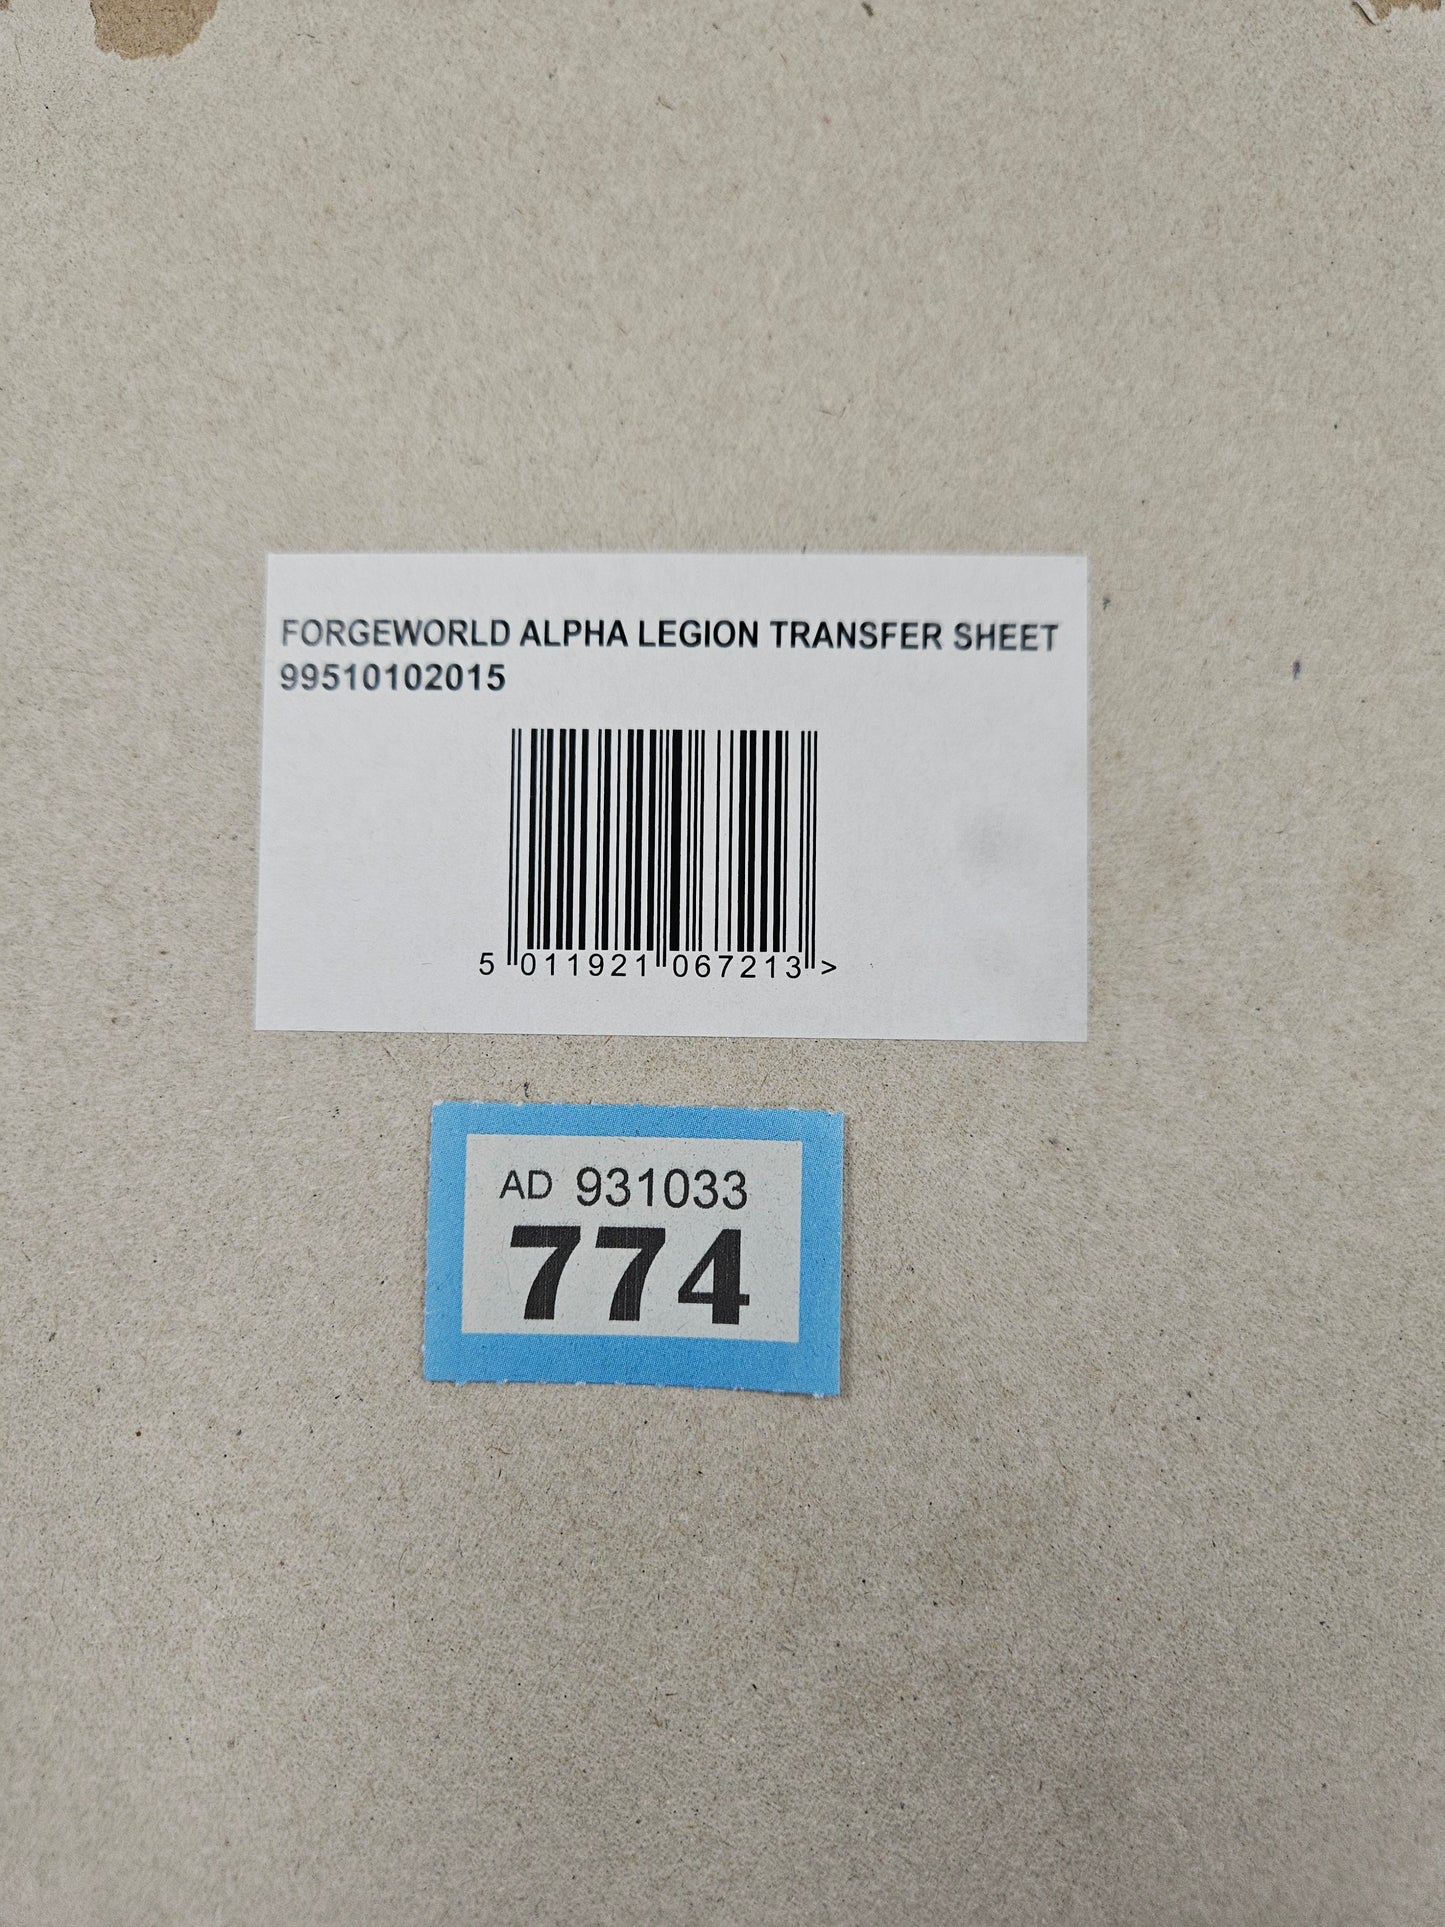 FORGEWORLD ALPHA LEGION TRANSFER SHEET
99510102015
5 011921 067213 >
AD 931033
774